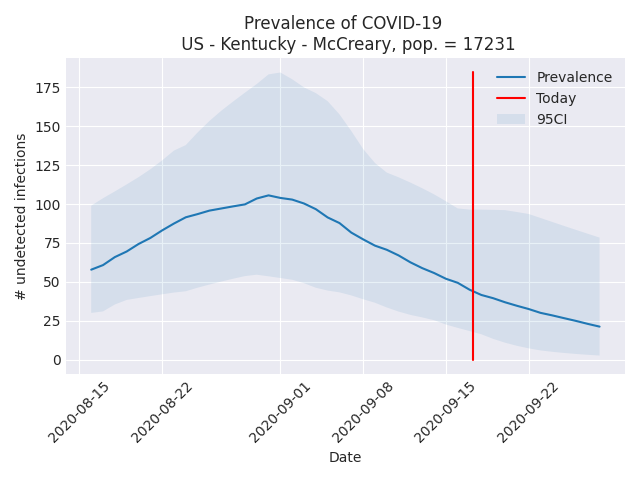 Prevalence of COVID-19
US - Kentucky - McCreary, pop. = 17231
Prevalence
Today
95CI
# undetected infections
175
150
125
100
75
50
25
0
2020-08-15
2020-08-22
2020-09-01
2020-09-08
2020-09-15
2020-09-22
Date